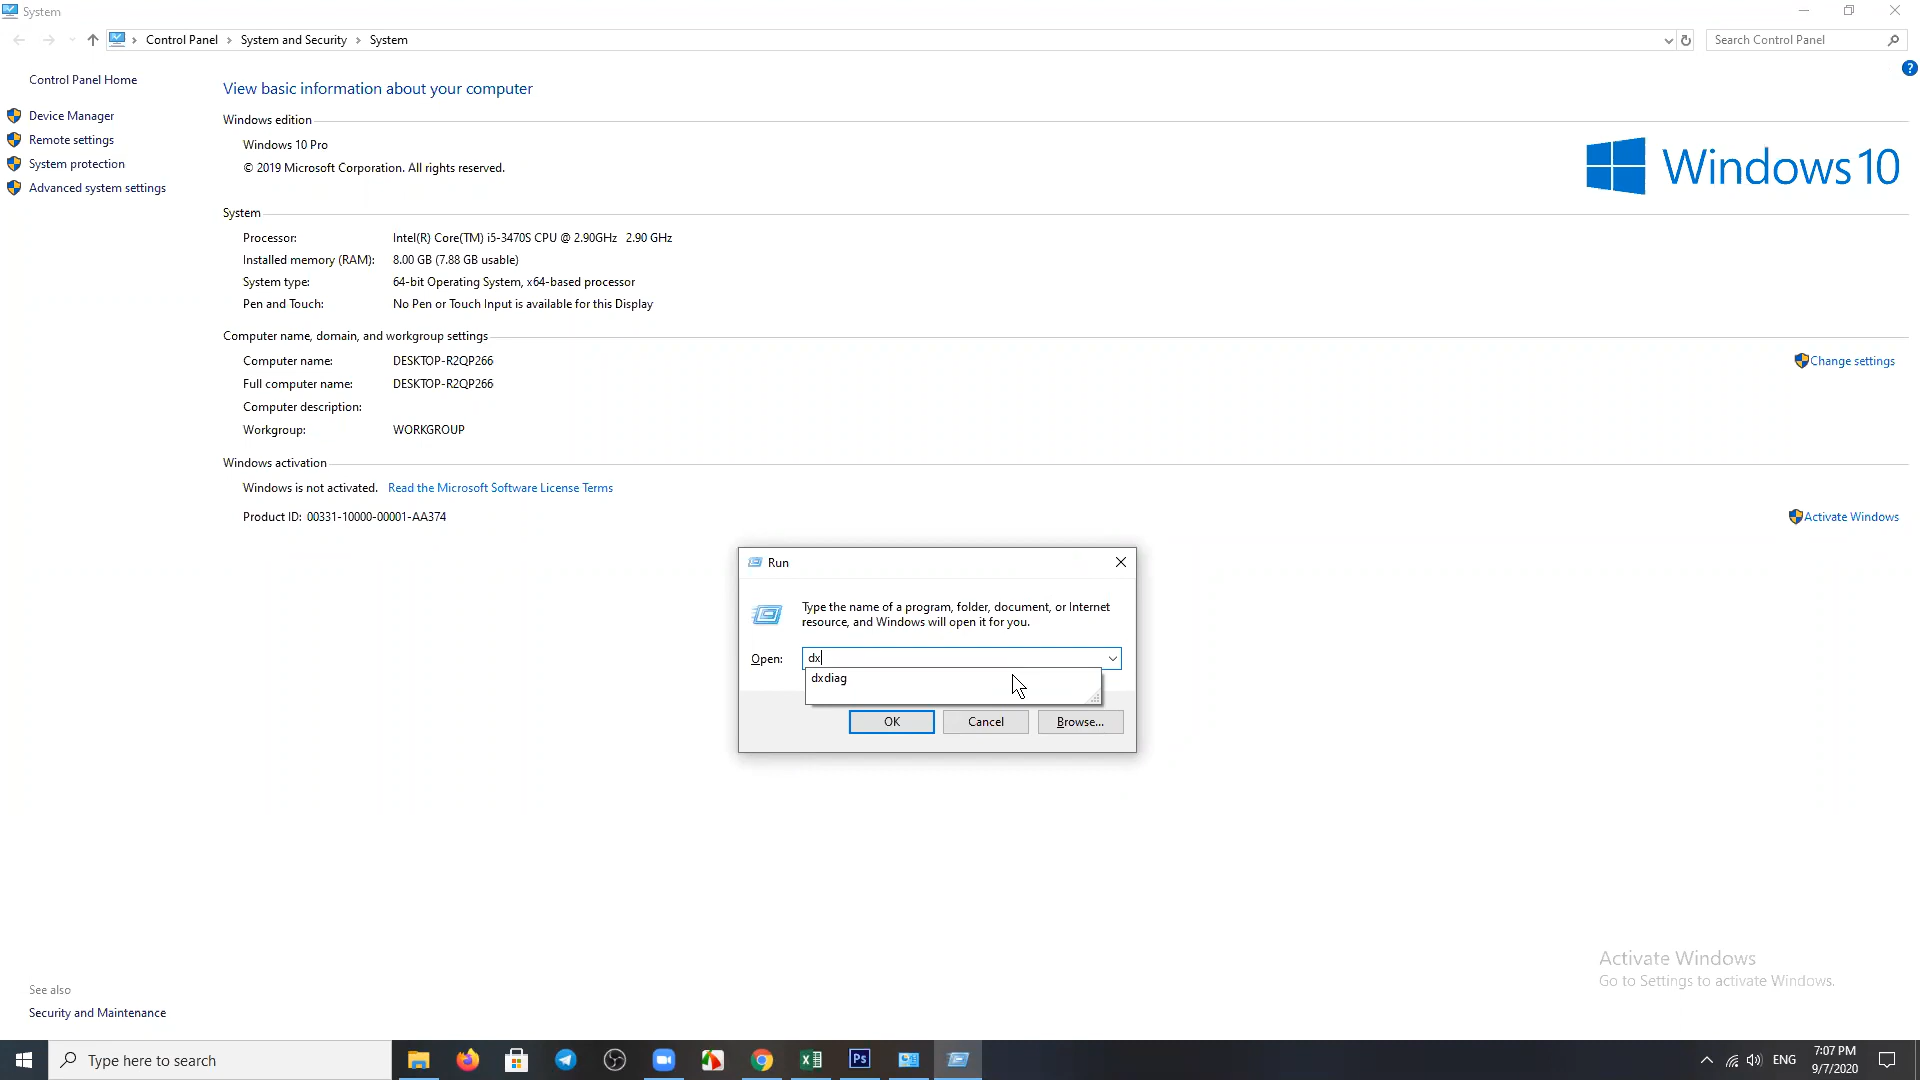 System
Control Panel > System and Security > System
Search Control Panel
Control Panel Home
Device Manager
Remote settings
System protection
Advanced system settings
View basic information about your computer
Windows edition
Windows 10 Pro
© 2019 Microsoft Corporation. All rights reserved.
Windows 10
System
Processor: Intel(R) Core(TM) i5-3470S CPU @ 2.90GHz 2.90 GHz
Installed memory (RAM): 8.00 GB (7.88 GB usable)
System type: 64-bit Operating System, x64-based processor
Pen and Touch: No Pen or Touch Input is available for this Display
Computer name, domain, and workgroup settings
Computer name: DESKTOP-R2QP266
Change settings
Full computer name: DESKTOP-R2QP266
Computer description:
Workgroup: WORKGROUP
Windows activation
Windows is not activated. Read the Microsoft Software License Terms
Product ID: 00331-10000-00001-AA374
Activate Windows
Run
Type the name of a program, folder, document, or Internet
resource, and Windows will open it for you.
Open: dx
dxdiag
OK Cancel Browse...
Activate Windows
Go to Settings to activate Windows.
See also
Security and Maintenance
Type here to search
Ps
ENG
7:07 PM
9/7/2020